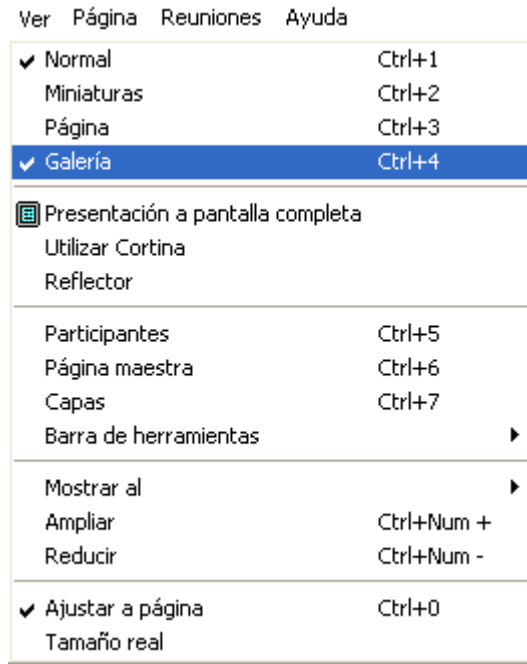 Ver Página Reuniones Ayuda
Normal Ctrl+1
Miniaturas Ctrl+2
Página Ctrl+3
Galería Ctrl+4
Presentación a pantalla completa
Utilizar Cortina
Reflector
Participantes Ctrl+5
Página maestra Ctrl+6
Capas Ctrl+7
Barra de herramientas
Mostrar al
Ampliar Ctrl+Num +
Reducir Ctrl+Num -
Ajustar a página Ctrl+0
Tamaño real